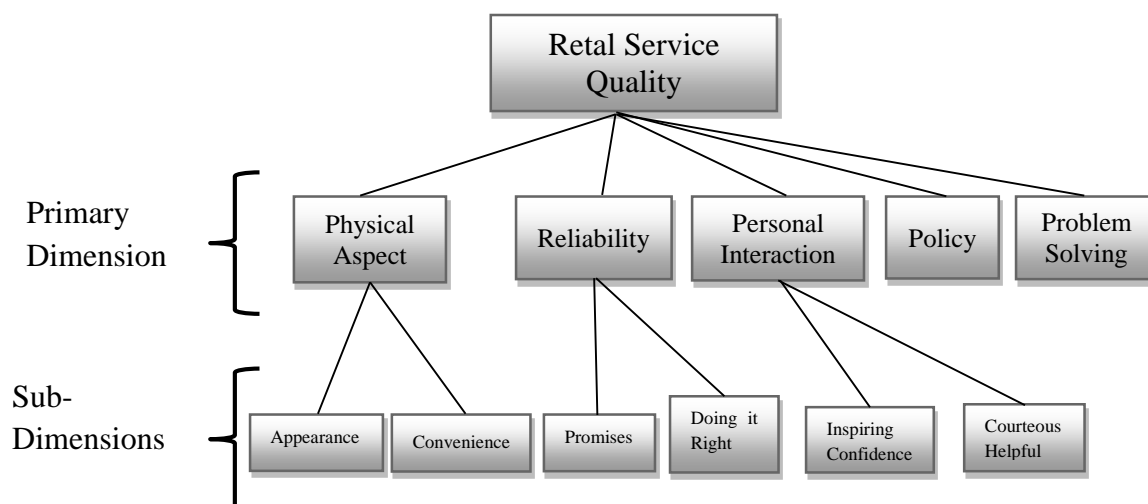 Retal Service
Quality
Primary
Dimension
Physical
Aspect
Reliability
Personal
Interaction
Policy
Problem
Solving
Sub-
Dimensions
Appearance
Convenience
Promises
Doing it
Right
Inspiring
Confidence
Courteous
Helpful